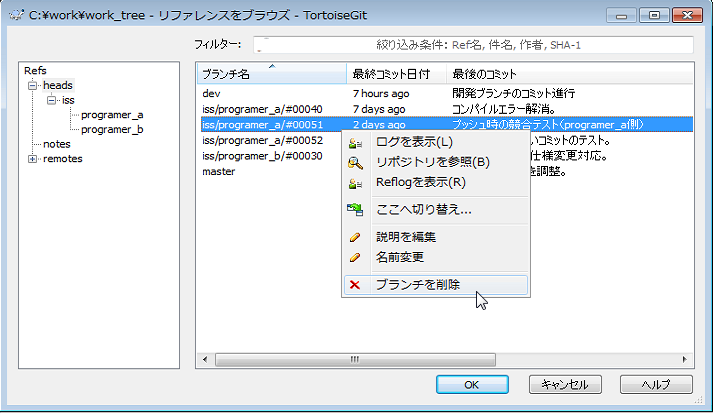 C:¥work¥work_tree - リファレンスをブラウズ - TortoiseGit
フィルター: 絞り込み条件: Ref名, 件名, 作者, SHA-1
Refs
heads
iss
programer_a
programer_b
notes
remotes
ブランチ名 最終コミット日付 最後のコミット
dev 7 hours ago 開発ブランチのコミット進行
iss/programer_a/#00040 7 days ago コンパイルエラー解消。
iss/programer_a/#00051 2 days ago プッシュ時の競合テスト(programer_a側)
iss/programer_a/#00052 いコミットのテスト。
iss/programer_b/#00030 仕様変更対応。
master を調整。
ログを表示(L)
リポジトリを参照(B)
Reflogを表示(R)
ここへ切り替え...
説明を編集
名前変更
ブランチを削除
OK キャンセル ヘルプ